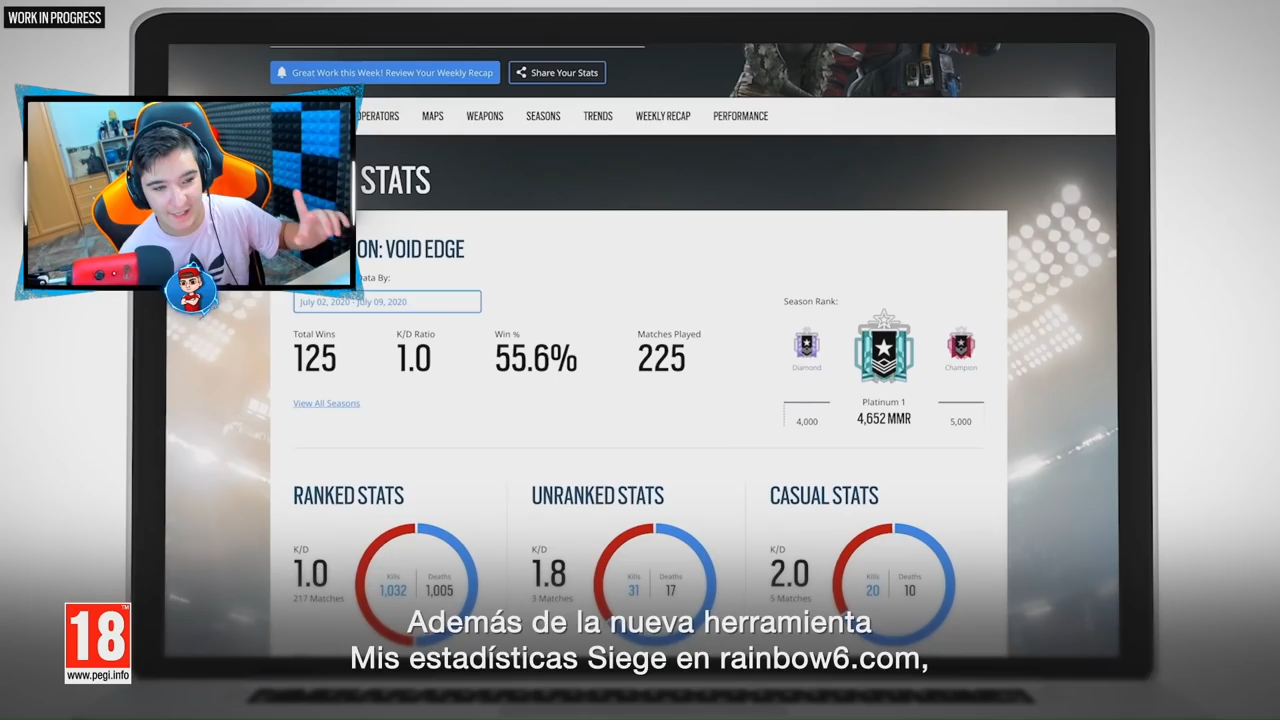 WORK IN PROGRESS
Great Work this Week! Review Your Weekly Recap
Share Your Stats
OPERATORS MAPS WEAPONS SEASONS TRENDS WEEKLY RECAP PERFORMANCE
STATS
ON: VOID EDGE
ata By:
July 02, 2020 - July 09, 2020
Season Rank:
Total Wins K/D Ratio Win % Matches Played
125 1.0 55.6% 225
Diamond Champion
View All Seasons
Platinum 1
4,000 4,652 MMR 5,000
RANKED STATS UNRANKED STATS CASUAL STATS
K/D K/D K/D
Kills Deaths Kills Deaths Kills Deaths
1.0 1,032 1,005 1.8 31 17 2.0 20 10
217 Matches 3 Matches 5 Matches
Además de la nueva herramienta
Mis estadísticas Siege en rainbow6.com,
18
TM
www.pegi.info